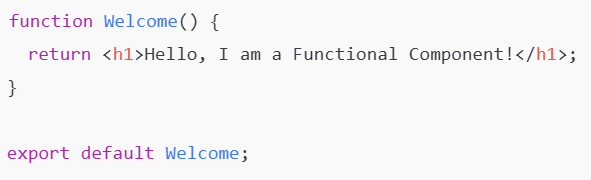 function Welcome() {
  return <h1>Hello, I am a Functional Component!</h1>;
}

export default Welcome;